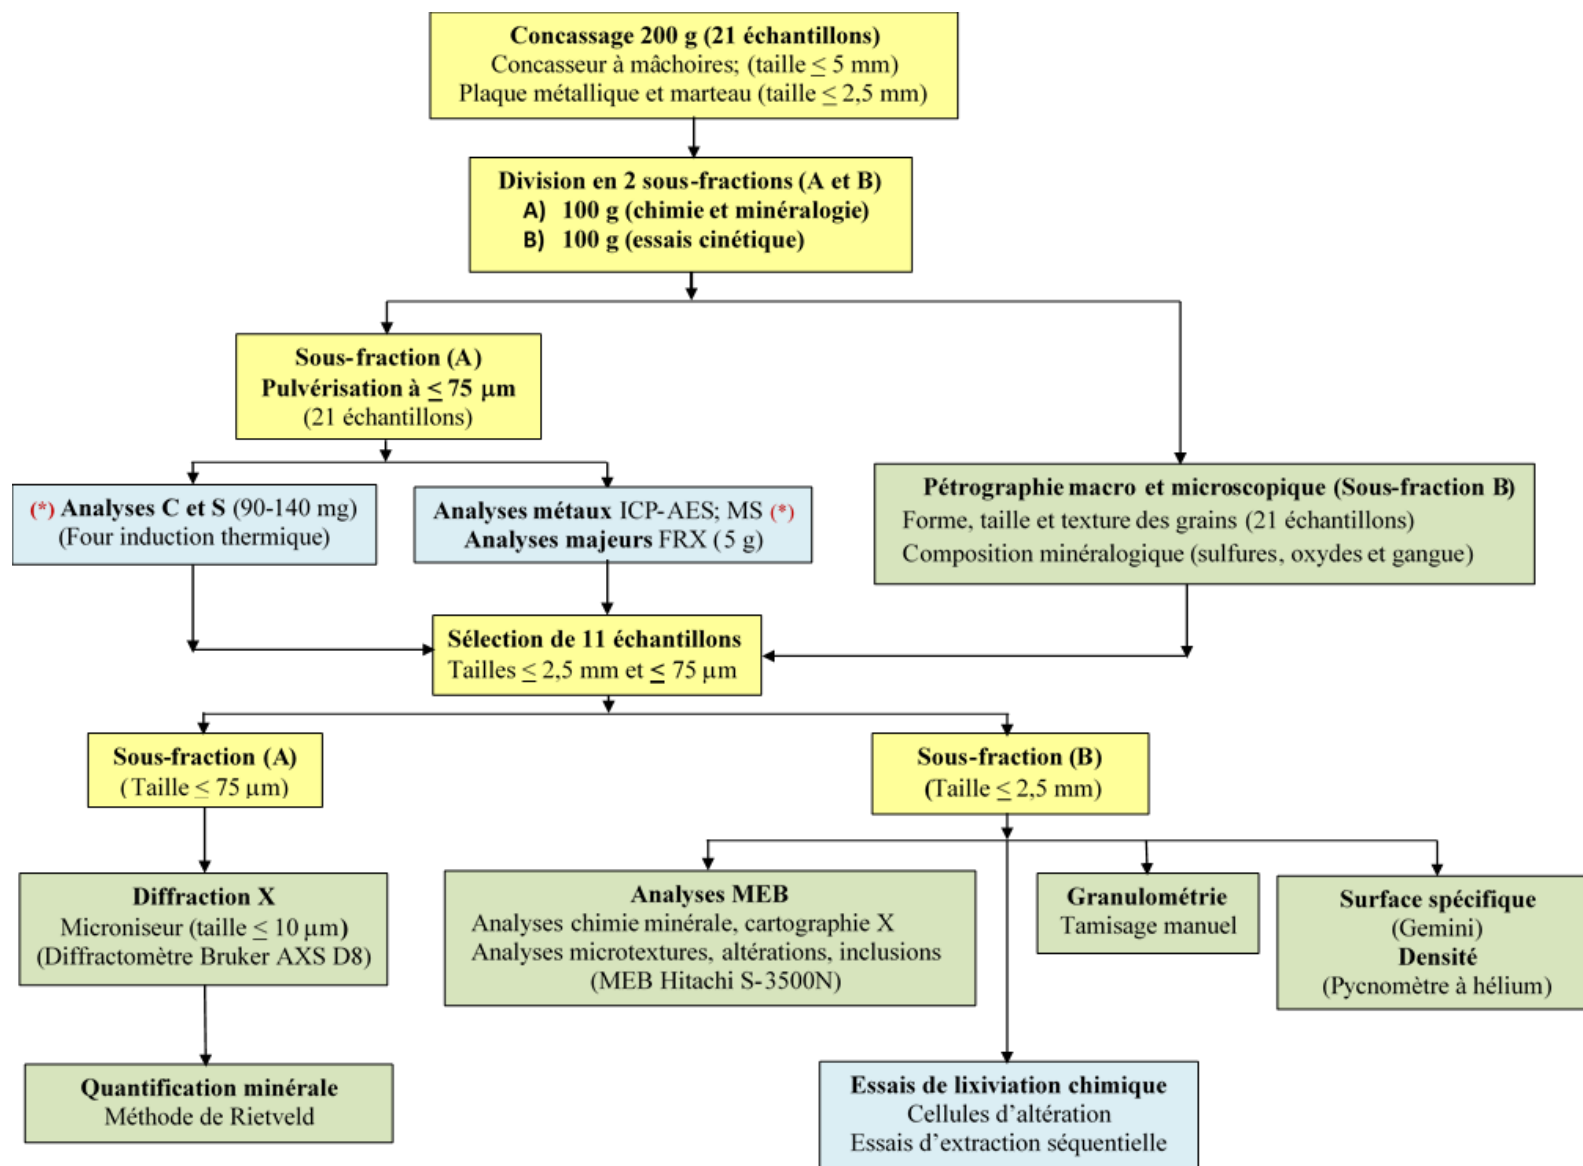 Concassage 200 g (21 échantillons)
Concasseur à mâchoires; (taille ≤ 5 mm)
Plaque métallique et marteau (taille ≤ 2,5 mm)
Division en 2 sous-fractions (A et B)
A) 100 g (chimie et minéralogie)
B) 100 g (essais cinétique)
Sous-fraction (A)
Pulvérisation à ≤ 75 µm
(21 échantillons)
(*) Analyses C et S (90-140 mg)
(Four induction thermique)
Analyses métaux ICP-AES; MS (*)
Analyses majeurs FRX (5 g)
Pétrographie macro et microscopique (Sous-fraction B)
Forme, taille et texture des grains (21 échantillons)
Composition minéralogique (sulfures, oxydes et gangue)
Sélection de 11 échantillons
Tailles ≤ 2,5 mm et ≤ 75 µm
Sous-fraction (A)
(Taille ≤ 75 µm)
Sous-fraction (B)
(Taille ≤ 2,5 mm)
Diffraction X
Microniseur (taille ≤ 10 µm)
(Diffractomètre Bruker AXS D8)
Analyses MEB
Analyses chimie minérale, cartographie X
Analyses microtextures, altérations, inclusions
(MEB Hitachi S-3500N)
Granulométrie
Tamisage manuel
Surface spécifique
(Gemini)
Densité
(Pycnomètre à hélium)
Quantification minérale
Méthode de Rietveld
Essais de lixiviation chimique
Cellules d'altération
Essais d'extraction séquentielle